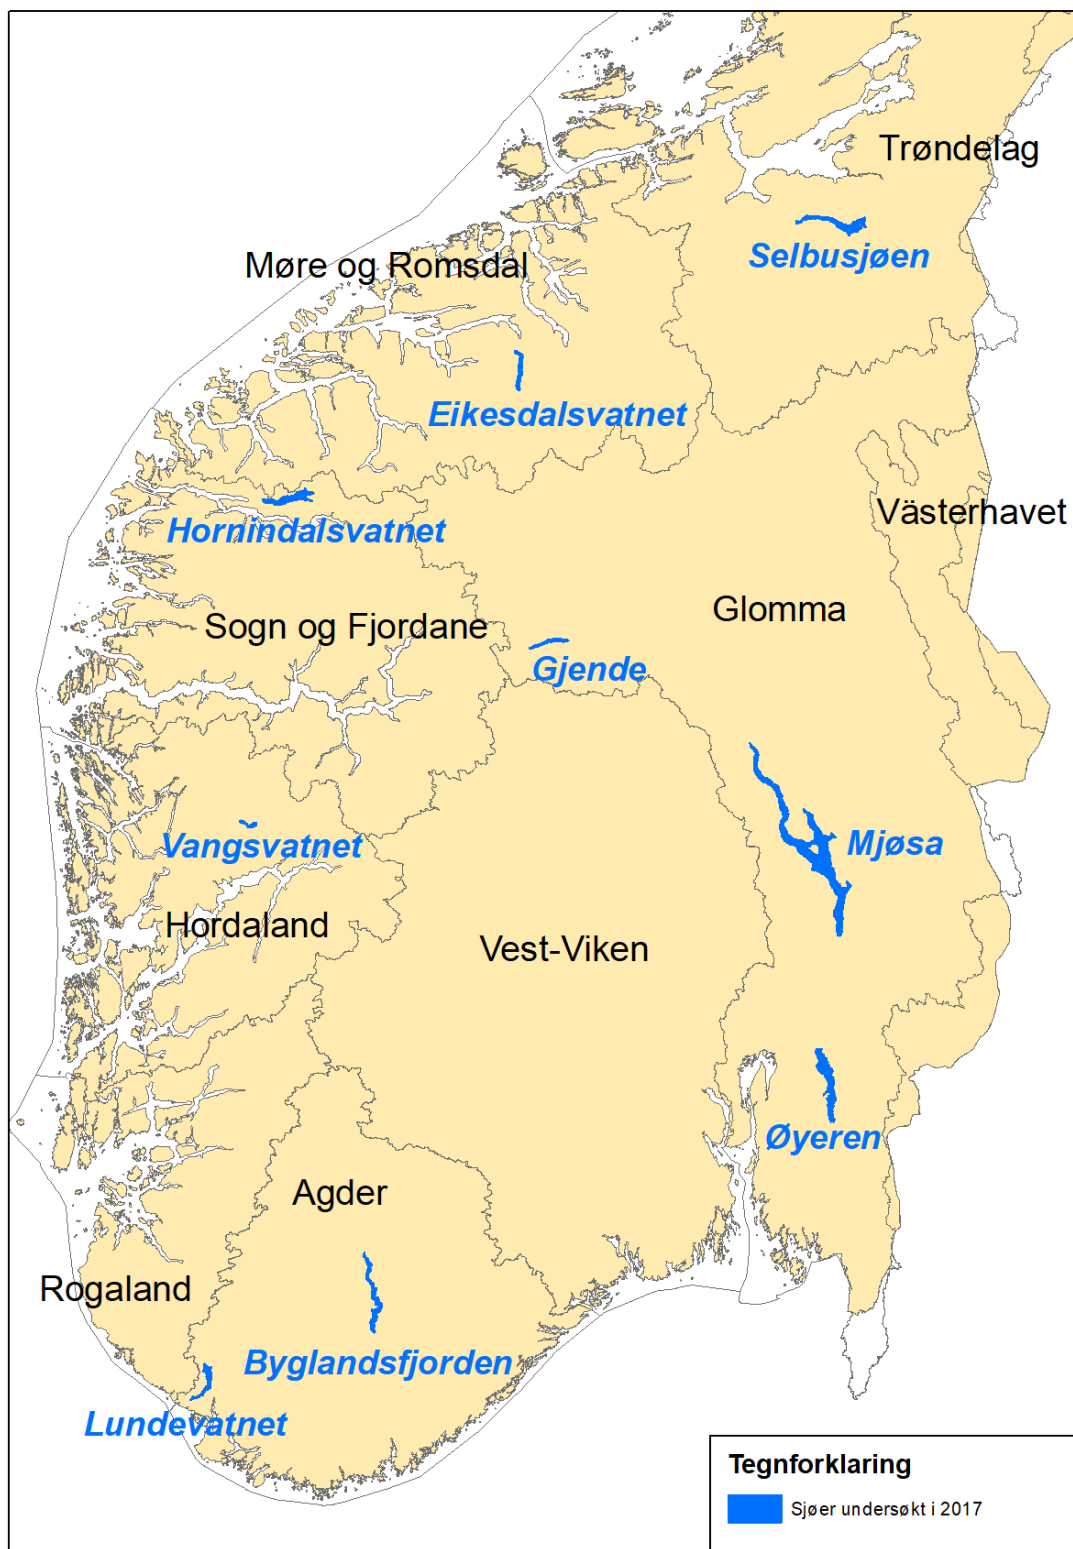 Trøndelag
Selbusjøen
Møre og Romsdal
Eikesdalsvatnet
Västerhavet
Hornindalsvatnet
Glomma
Sogn og Fjordane
Gjende
Mjøsa
Vangsvatnet
Hordaland
Vest-Viken
Øyeren
Agder
Rogaland
Byglandsfjorden
Lundevatnet
Tegnforklaring
Sjøer undersøkt i 2017